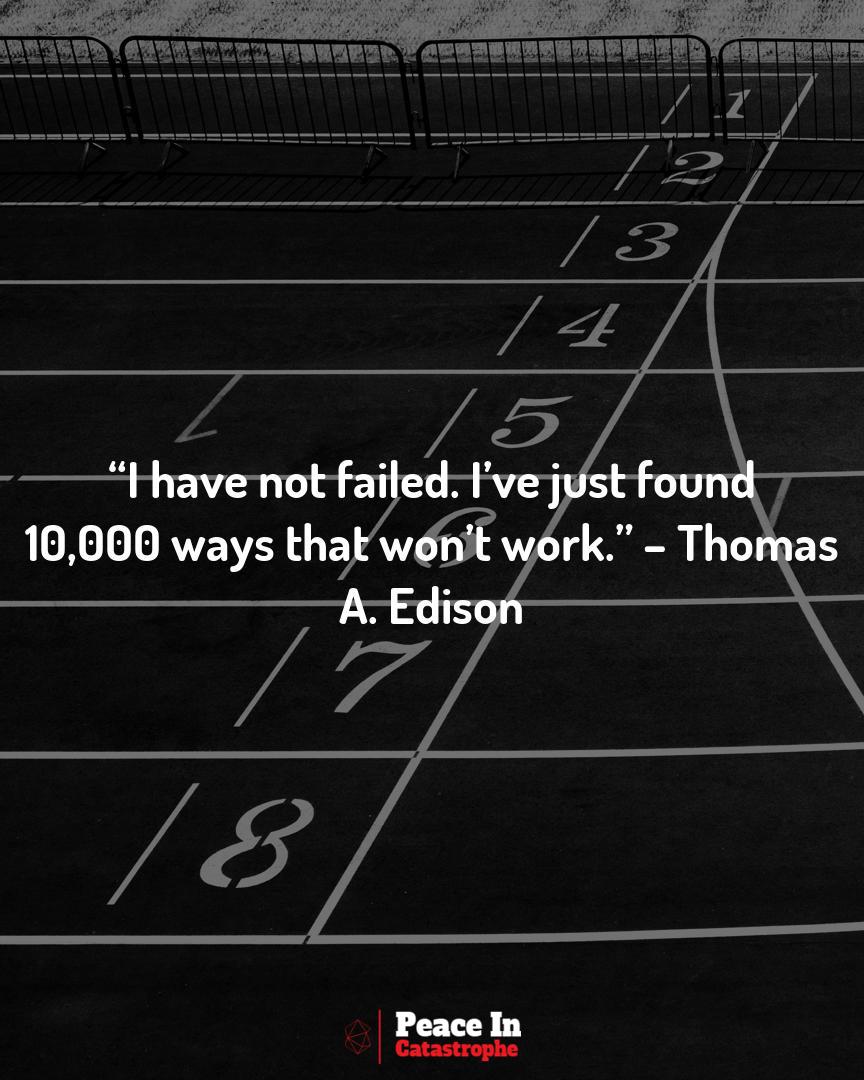 1
2
3
4
5
“I have not failed. I’ve just found
6
10,000 ways that won’t work.” – Thomas
A. Edison
7
8
Peace In
Catastrophe